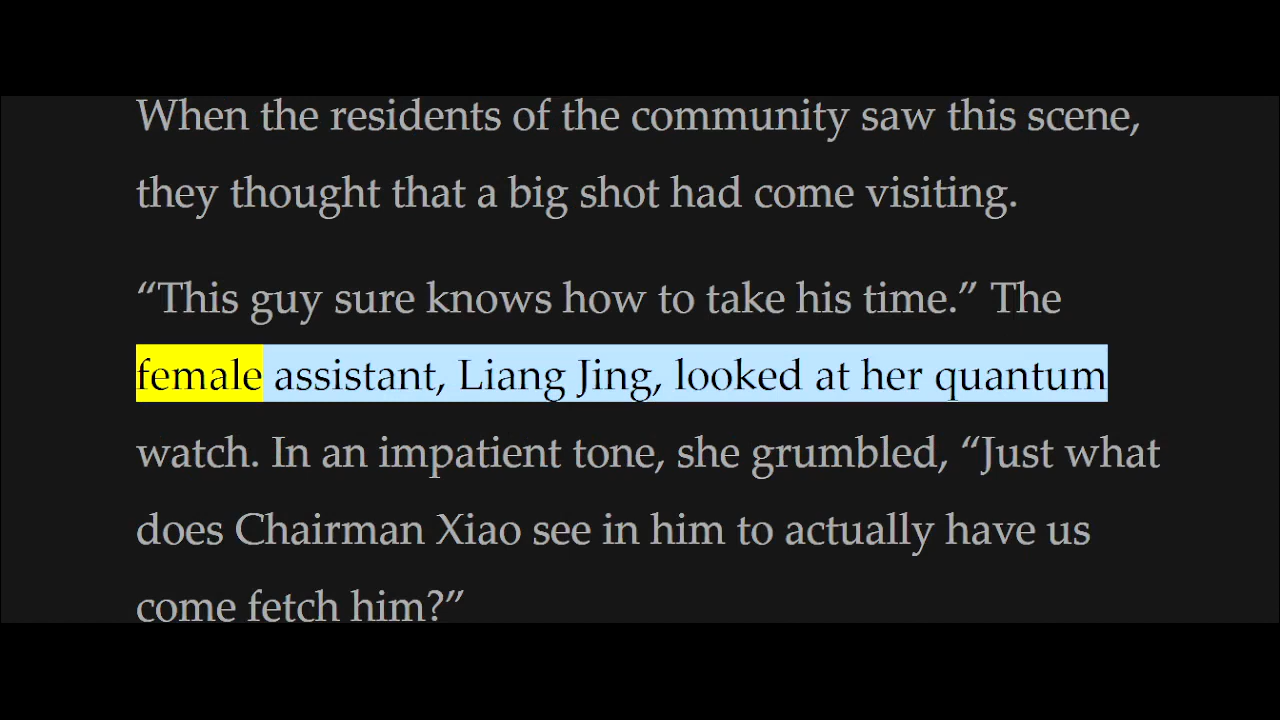 When the residents of the community saw this scene,
they thought that a big shot had come visiting.
“This guy sure knows how to take his time.” The
female assistant, Liang Jing, looked at her quantum
watch. In an impatient tone, she grumbled, “Just what
does Chairman Xiao see in him to actually have us
come fetch him?”